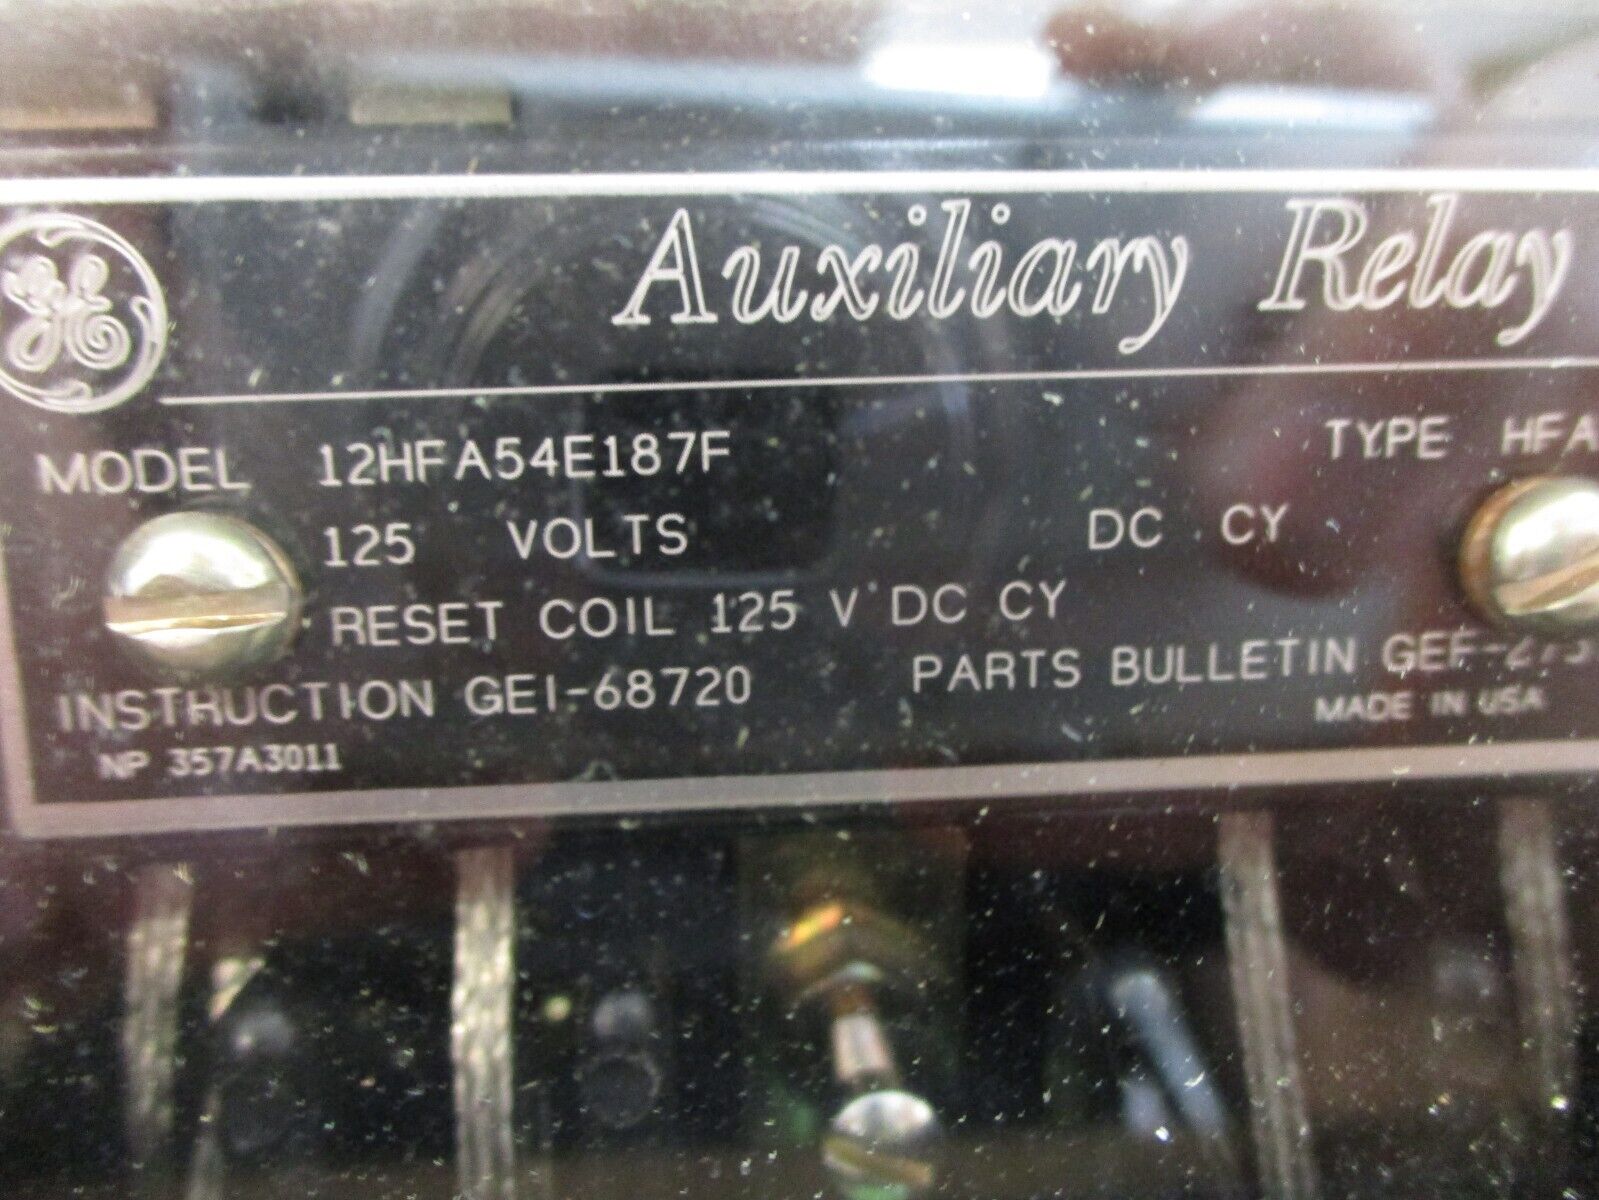 GE
Auxiliary Relay
MODEL 12HFA54E187F TYPE HFA
125 VOLTS DC CY
RESET COIL 125 V DC CY
INSTRUCTION GEI-68720 PARTS BULLETIN
MADE IN USA
NP 357A3011